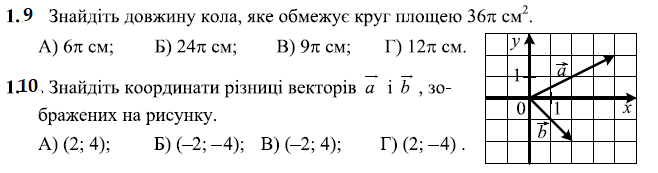 1.9 Знайдіть довжину кола, яке обмежує круг площею 36π см².
А) 6π см; Б) 24π см; В) 9π см; Г) 12π см.
1.10. Знайдіть координати різниці векторів a⃗ і b⃗ , зо-
бражених на рисунку.
А) (2; 4); Б) (–2; –4); В) (–2; 4); Г) (2; –4) .
y
a⃗
1
0 1 x
b⃗